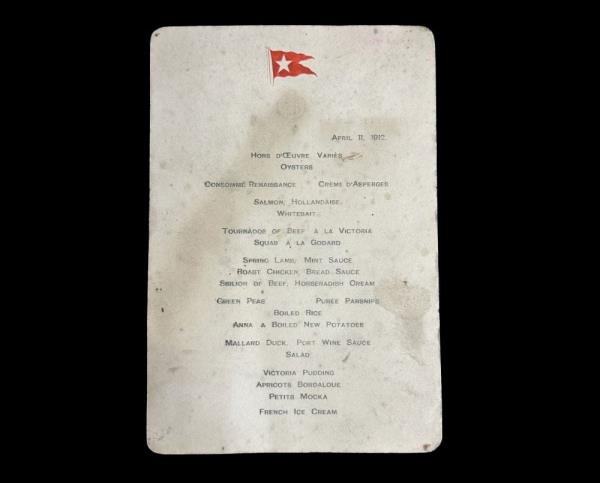 April 11, 1912.
Hors d'Œuvre Variés
Oysters
Consommé Renaissance Crème d'Asperges
Salmon, Hollandaise.
Whitebait.
Tournados of Beef à la Victoria
Squab à la Godard
Spring Lamb, Mint Sauce
Roast Chicken, Bread Sauce
Sirloin of Beef, Horseradish Cream
Green Peas Purée Parsnips
Boiled Rice
Anna & Boiled New Potatoes
Mallard Duck, Port Wine Sauce
Salad
Victoria Pudding
Apricots Bordaloue
Petits Mocka
French Ice Cream